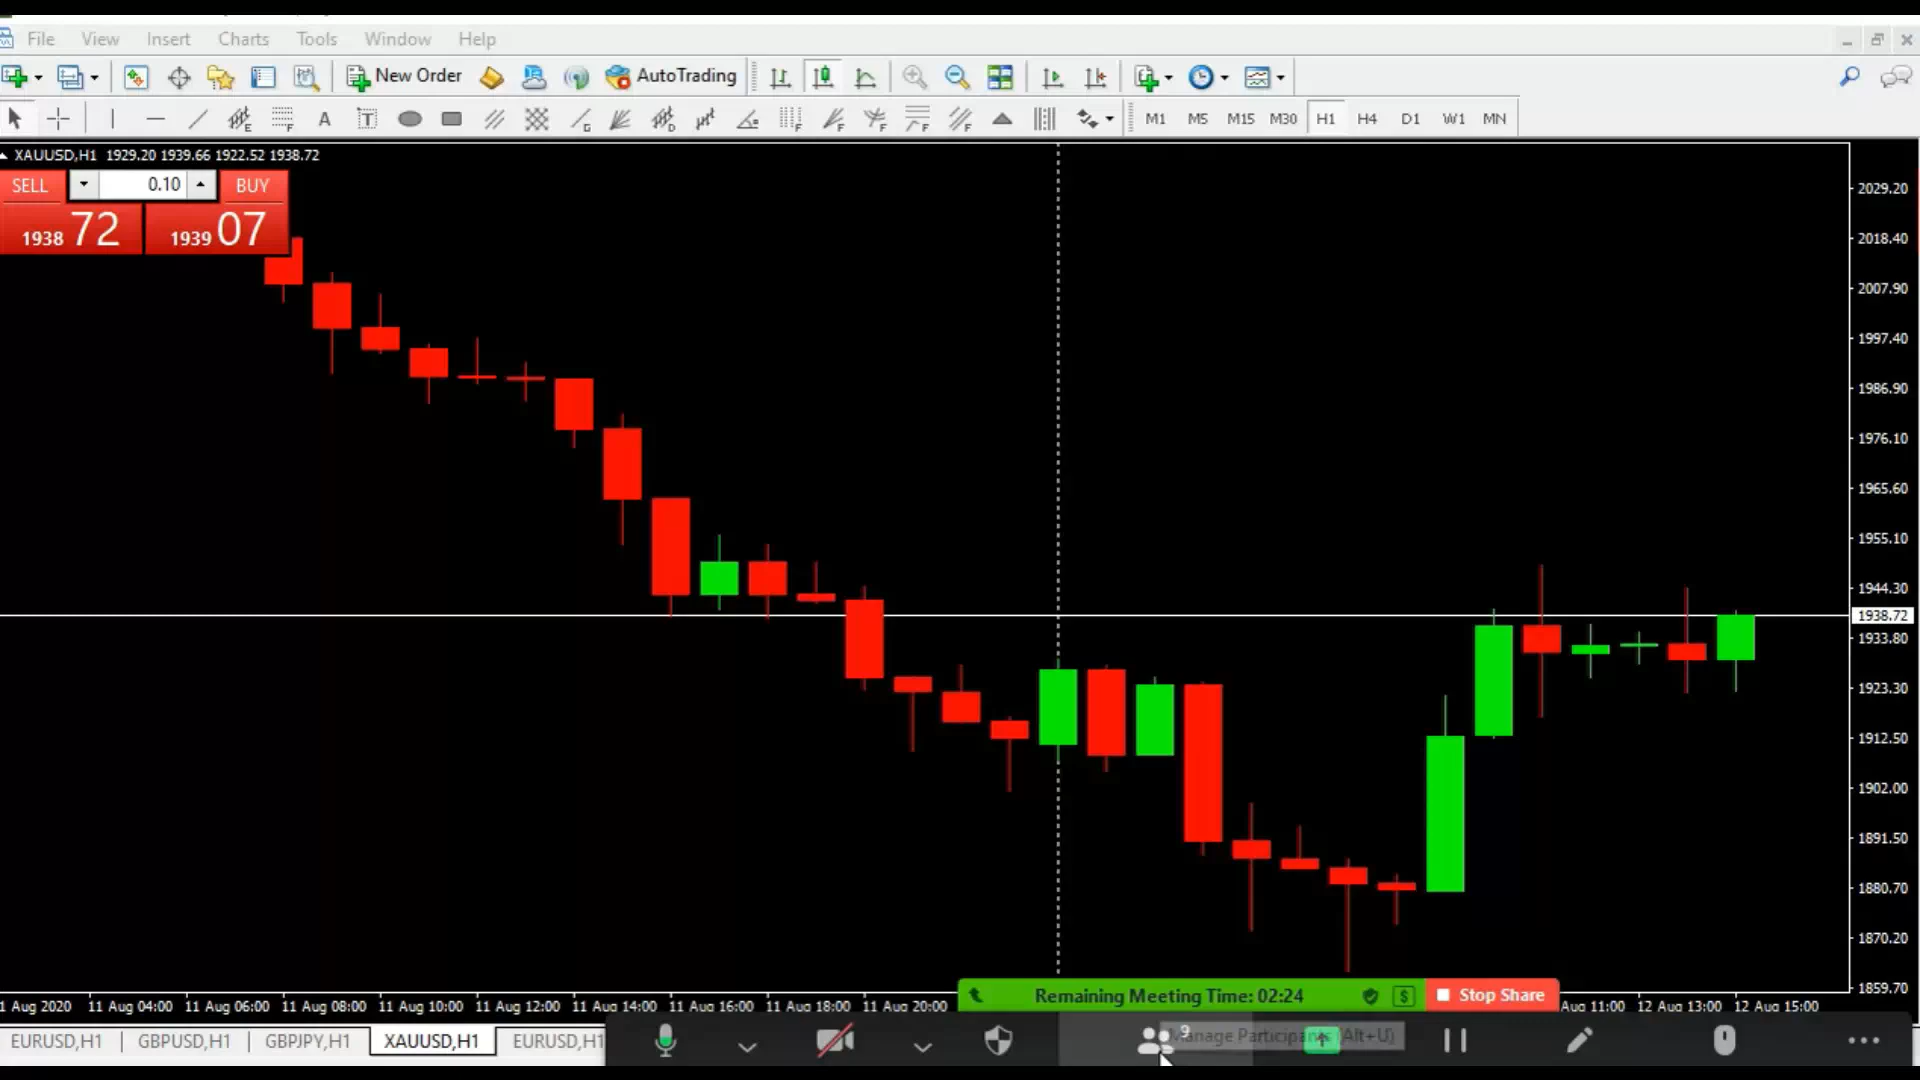 File View Insert Charts Tools Window Help
New Order AutoTrading
E F A T G D F F F F F M1 M5 M15 M30 H1 H4 D1 W1 MN
XAUUSD,H1 1929.20 1939.66 1922.52 1938.72
SELL 0.10 BUY
1938 72 1939 07
2029.20
2018.40
2007.90
1997.40
1986.90
1976.10
1965.60
1955.10
1944.30
1938.72
1933.80
1923.30
1912.50
1902.00
1891.50
1880.70
1870.20
1859.70
Remaining Meeting Time: 02:24 $ Stop Share
1 Aug 2020 11 Aug 04:00 11 Aug 06:00 11 Aug 08:00 11 Aug 10:00 11 Aug 12:00 11 Aug 14:00 11 Aug 16:00 11 Aug 18:00 11 Aug 20:00 Aug 11:00 12 Aug 13:00 12 Aug 15:00
EURUSD,H1 GBPUSD,H1 GBPJPY,H1 XAUUSD,H1 EURUSD,H1
9 Manage Participants (Alt+U)